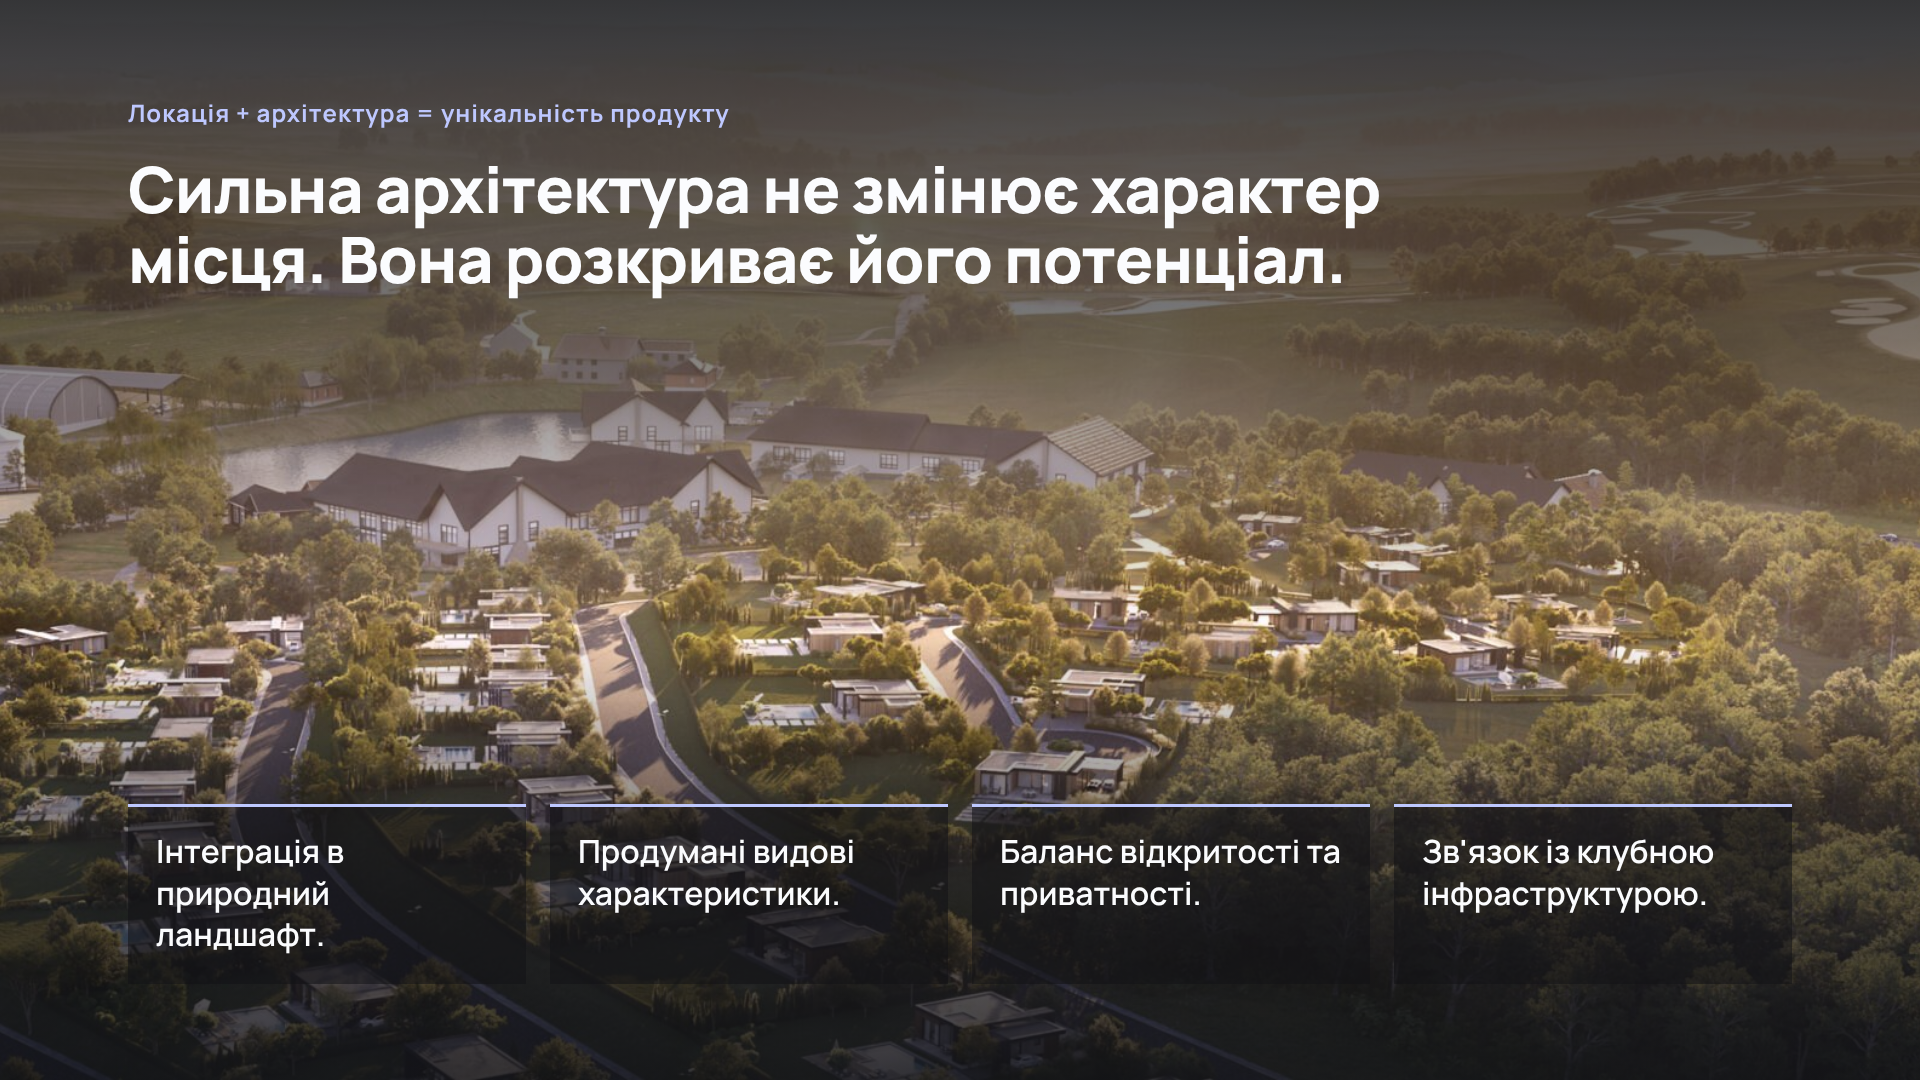 Локація + архітектура = унікальність продукту
Сильна архітектура не змінює характер
місця. Вона розкриває його потенціал.
Інтеграція в
природний
ландшафт.
Продумані видові
характеристики.
Баланс відкритості та
приватності.
Зв'язок із клубною
інфраструктурою.